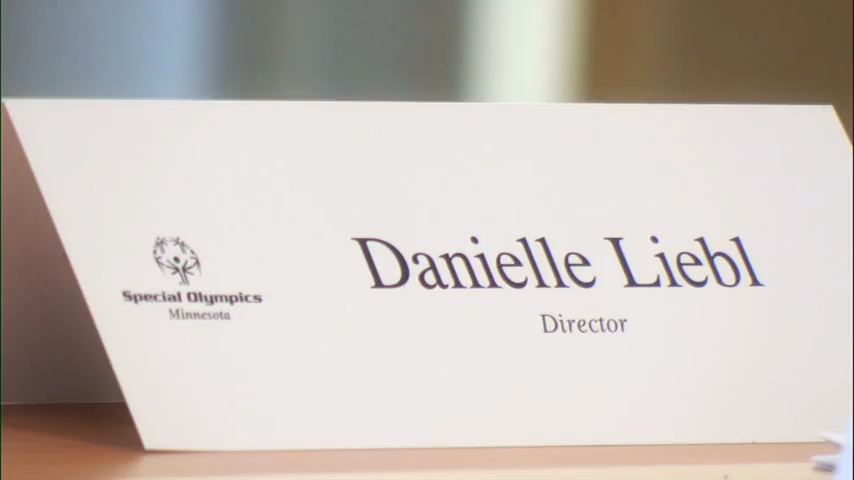 Danielle Liebl
Director
Special Olympics
Minnesota